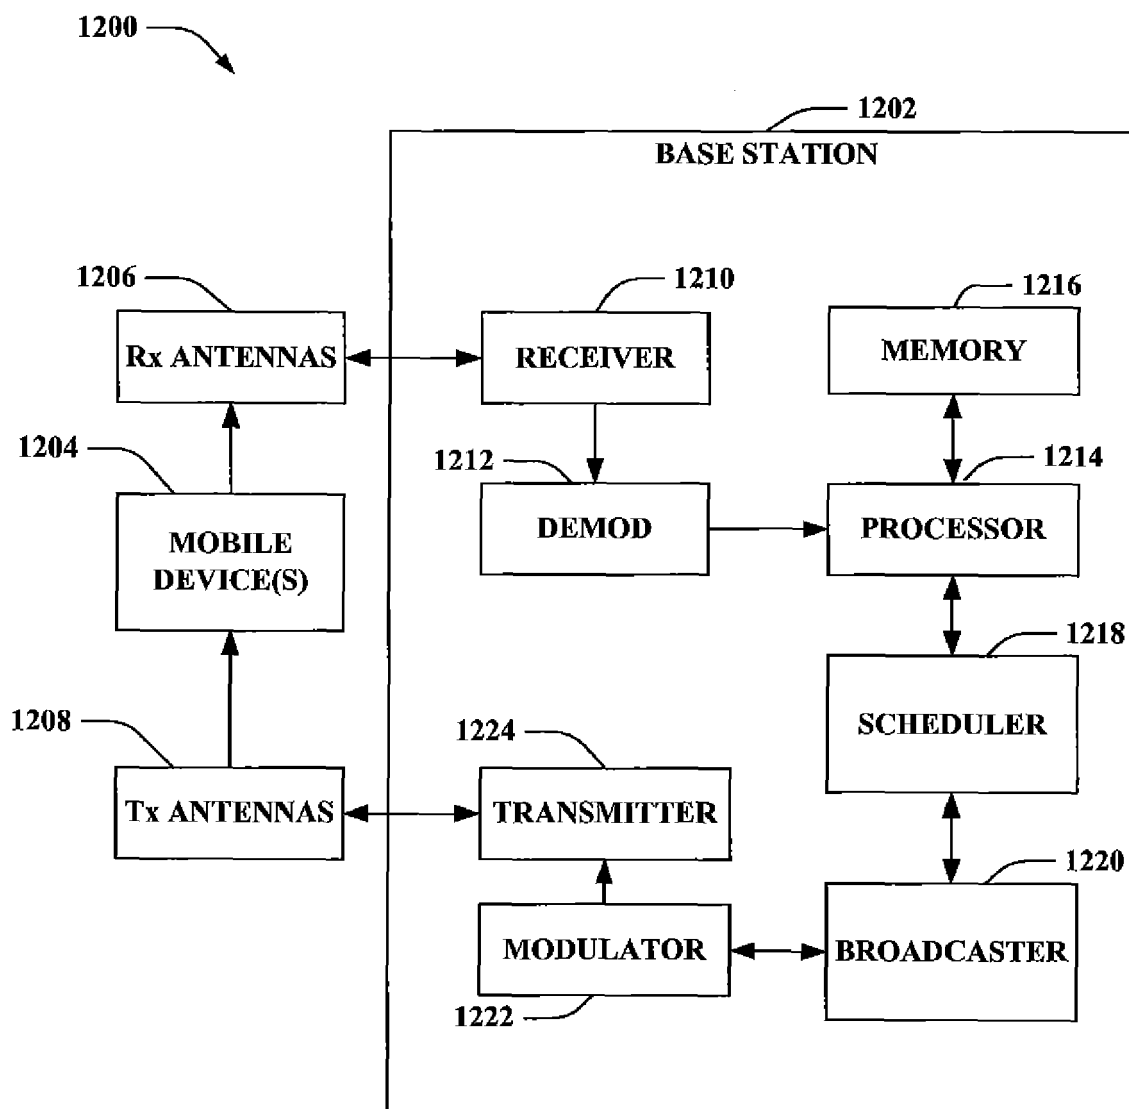 1200
1202
BASE STATION
1206
1210
1216
Rx ANTENNAS
RECEIVER
MEMORY
1204
1212
1214
MOBILE
DEVICE(S)
DEMOD
PROCESSOR
1218
1208
1224
SCHEDULER
Tx ANTENNAS
TRANSMITTER
1220
MODULATOR
BROADCASTER
1222